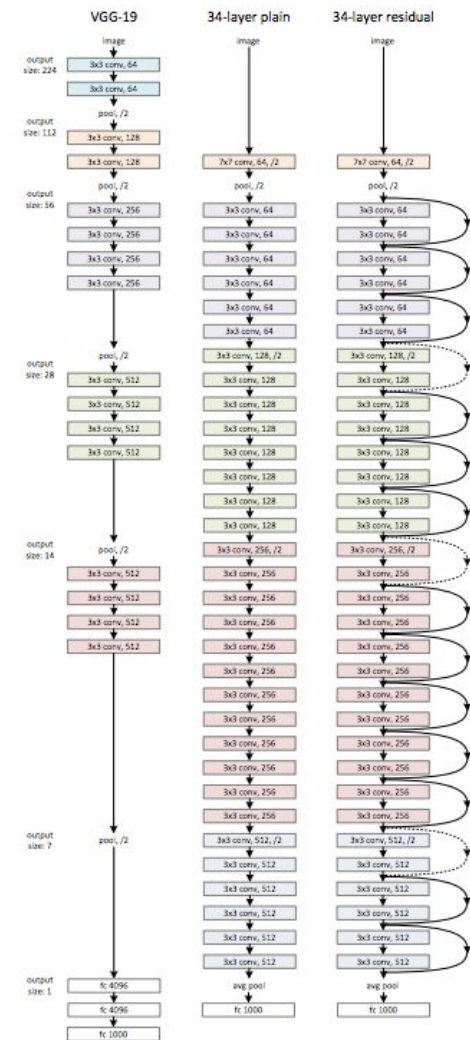 VGG-19
image
output
size: 224
3x3 conv, 64
3x3 conv, 64
pool, /2
output
size: 112
3x3 conv, 128
3x3 conv, 128
pool, /2
output
size: 56
3x3 conv, 256
3x3 conv, 256
3x3 conv, 256
3x3 conv, 256
pool, /2
output
size: 28
3x3 conv, 512
3x3 conv, 512
3x3 conv, 512
3x3 conv, 512
pool, /2
output
size: 14
3x3 conv, 512
3x3 conv, 512
3x3 conv, 512
3x3 conv, 512
pool, /2
output
size: 7
output
size: 1
fc 4096
fc 4096
fc 1000
34-layer plain
image
7x7 conv, 64, /2
pool, /2
3x3 conv, 64
3x3 conv, 64
3x3 conv, 64
3x3 conv, 64
3x3 conv, 64
3x3 conv, 64
3x3 conv, 128, /2
3x3 conv, 128
3x3 conv, 128
3x3 conv, 128
3x3 conv, 128
3x3 conv, 128
3x3 conv, 128
3x3 conv, 128
3x3 conv, 256, /2
3x3 conv, 256
3x3 conv, 256
3x3 conv, 256
3x3 conv, 256
3x3 conv, 256
3x3 conv, 256
3x3 conv, 256
3x3 conv, 256
3x3 conv, 256
3x3 conv, 256
3x3 conv, 256
3x3 conv, 512, /2
3x3 conv, 512
3x3 conv, 512
3x3 conv, 512
3x3 conv, 512
3x3 conv, 512
avg pool
fc 1000
34-layer residual
image
7x7 conv, 64, /2
pool, /2
3x3 conv, 64
3x3 conv, 64
3x3 conv, 64
3x3 conv, 64
3x3 conv, 64
3x3 conv, 64
3x3 conv, 128, /2
3x3 conv, 128
3x3 conv, 128
3x3 conv, 128
3x3 conv, 128
3x3 conv, 128
3x3 conv, 128
3x3 conv, 128
3x3 conv, 256, /2
3x3 conv, 256
3x3 conv, 256
3x3 conv, 256
3x3 conv, 256
3x3 conv, 256
3x3 conv, 256
3x3 conv, 256
3x3 conv, 256
3x3 conv, 256
3x3 conv, 256
3x3 conv, 256
3x3 conv, 512, /2
3x3 conv, 512
3x3 conv, 512
3x3 conv, 512
3x3 conv, 512
3x3 conv, 512
avg pool
fc 1000